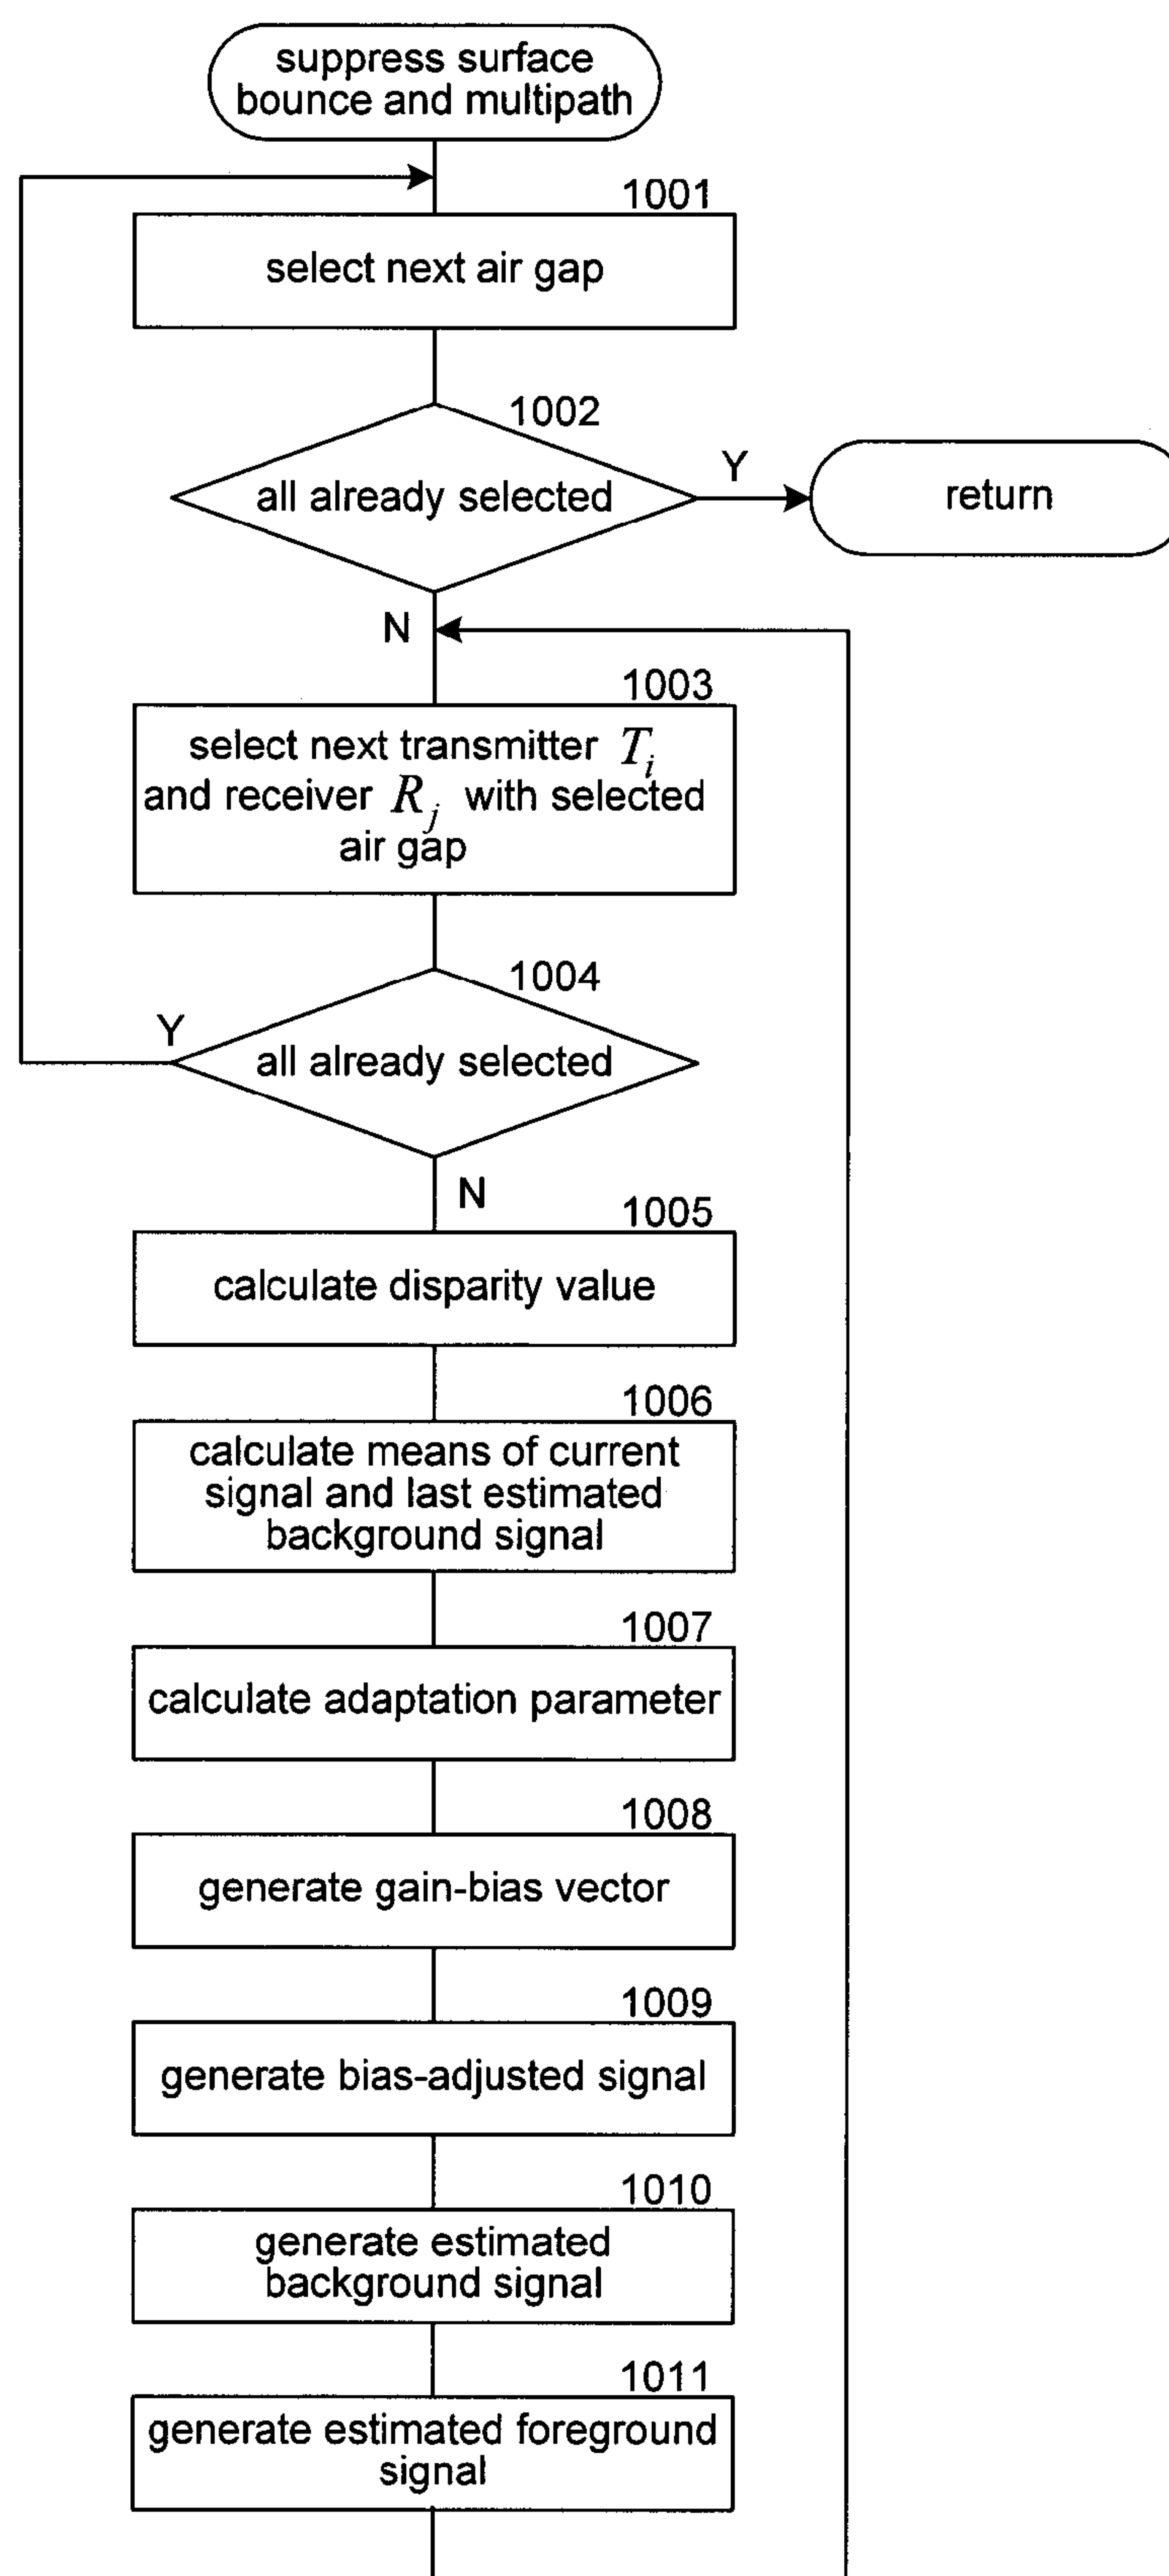 suppress surface
bounce and multipath
1001
select next air gap
1002
all already selected
Y
return
N
1003
select next transmitter T_i
and receiver R_j with selected
air gap
1004
Y
all already selected
N
1005
calculate disparity value
1006
calculate means of current
signal and last estimated
background signal
1007
calculate adaptation parameter
1008
generate gain-bias vector
1009
generate bias-adjusted signal
1010
generate estimated
background signal
1011
generate estimated foreground
signal